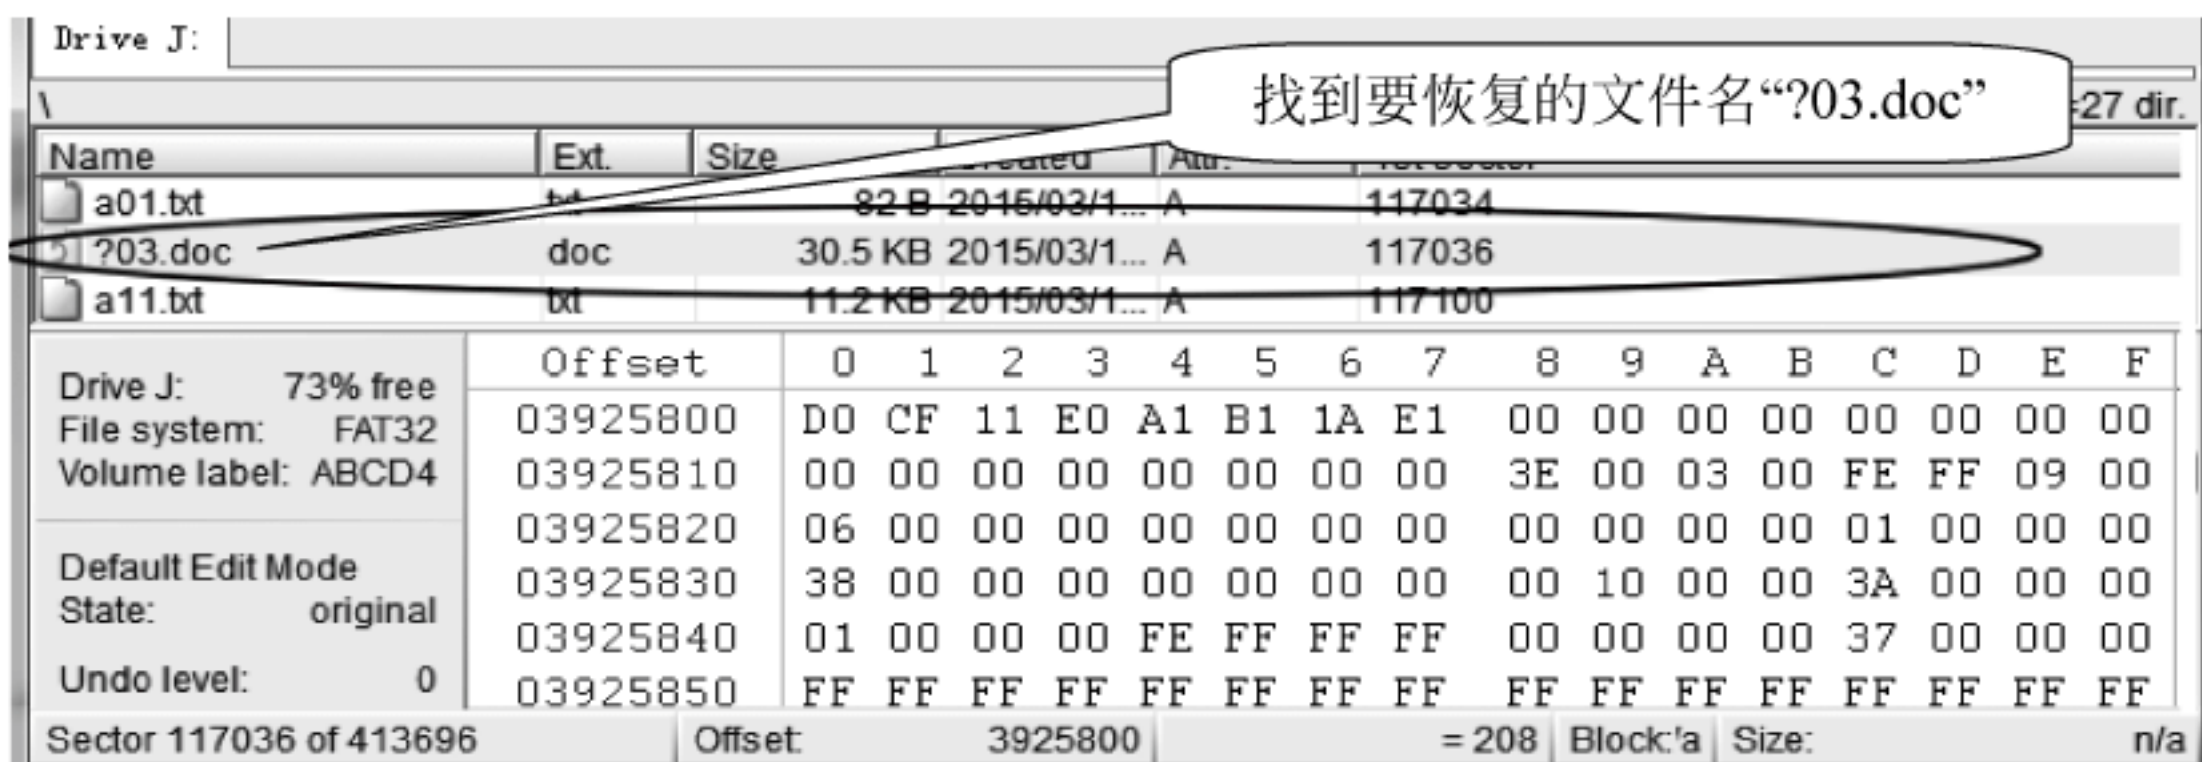 Drive J:
找到要恢复的文件名“?03.doc”
\ =27 dir.
Name Ext. Size Created Attr. 1st sector
a01.txt txt 82 B 2015/03/1... A 117034
?03.doc doc 30.5 KB 2015/03/1... A 117036
a11.txt txt 11.2 KB 2015/03/1... A 117100
Offset 0 1 2 3 4 5 6 7 8 9 A B C D E F
Drive J: 73% free
File system: FAT32
Volume label: ABCD4
Default Edit Mode
State: original
Undo level: 0
03925800 D0 CF 11 E0 A1 B1 1A E1 00 00 00 00 00 00 00 00
03925810 00 00 00 00 00 00 00 00 3E 00 03 00 FE FF 09 00
03925820 06 00 00 00 00 00 00 00 00 00 00 00 01 00 00 00
03925830 38 00 00 00 00 00 00 00 00 10 00 00 3A 00 00 00
03925840 01 00 00 00 FE FF FF FF 00 00 00 00 37 00 00 00
03925850 FF FF FF FF FF FF FF FF FF FF FF FF FF FF FF FF
Sector 117036 of 413696 Offset: 3925800 = 208 Block:'a Size: n/a